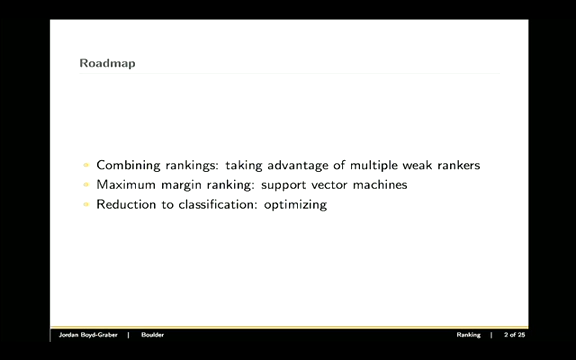 Roadmap
Combining rankings: taking advantage of multiple weak rankers
Maximum margin ranking: support vector machines
Reduction to classification: optimizing
Jordan Boyd-Graber | Boulder Ranking | 2 of 25